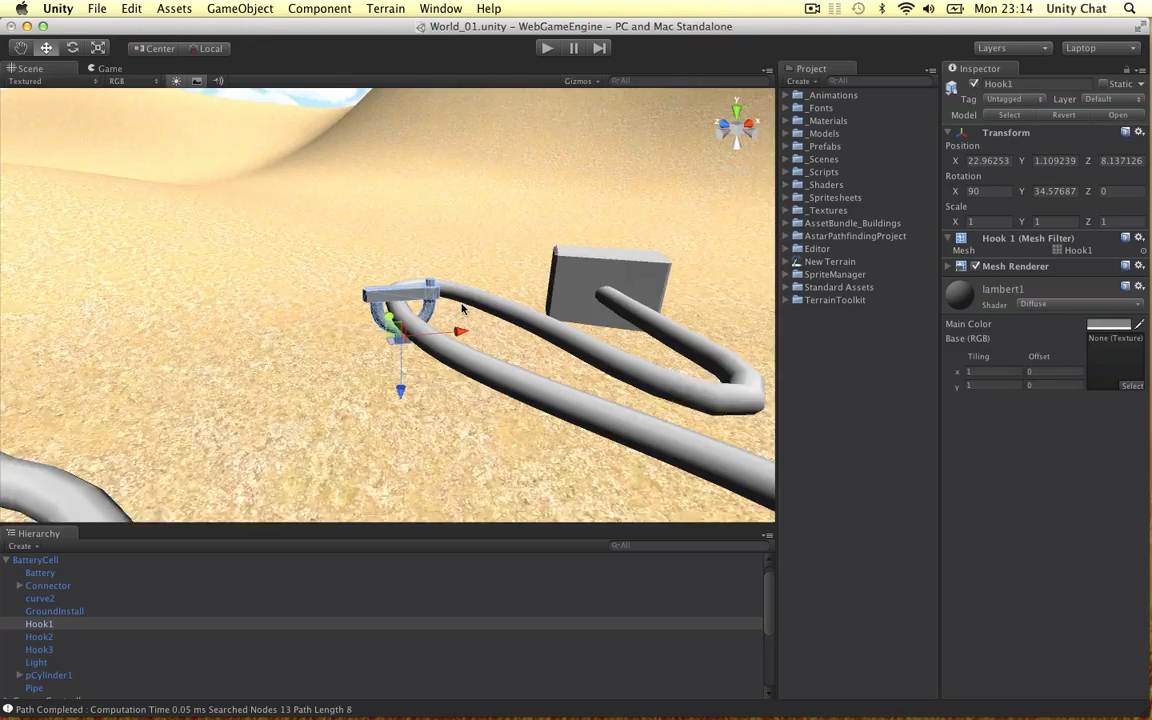 Unity File Edit Assets GameObject Component Terrain Window Help Mon 23:14 Unity Chat
World_01.unity - WebGameEngine - PC and Mac Standalone
Center Local Layers Laptop
Scene Game Project Inspector
Textured RGB Gizmos All Create All Hook1 Static
Tag Untagged Layer Default
Model Select Revert Open
_Animations
_Fonts
_Materials
_Models
_Prefabs
_Scenes
_Scripts
_Shaders
_Spritesheets
_Textures
AssetBundle_Buildings
AstarPathfindingProject
Editor
New Terrain
SpriteManager
Standard Assets
TerrainToolkit
Transform
Position
X 22.96253 Y 1.109239 Z 8.137126
Rotation
X 90 Y 34.57687 Z 0
Scale
X 1 Y 1 Z 1
Hook 1 (Mesh Filter)
Mesh Hook1
Mesh Renderer
lambert1
Shader Diffuse
Main Color
Base (RGB) None (Texture)
Tiling Offset
x 1 0
y 1 0 Select
y
z x
Hierarchy
Create All
BatteryCell
Battery
Connector
curve2
GroundInstall
Hook1
Hook2
Hook3
Light
pCylinder1
Pipe
Path Completed : Computation Time 0.05 ms Searched Nodes 13 Path Length 8